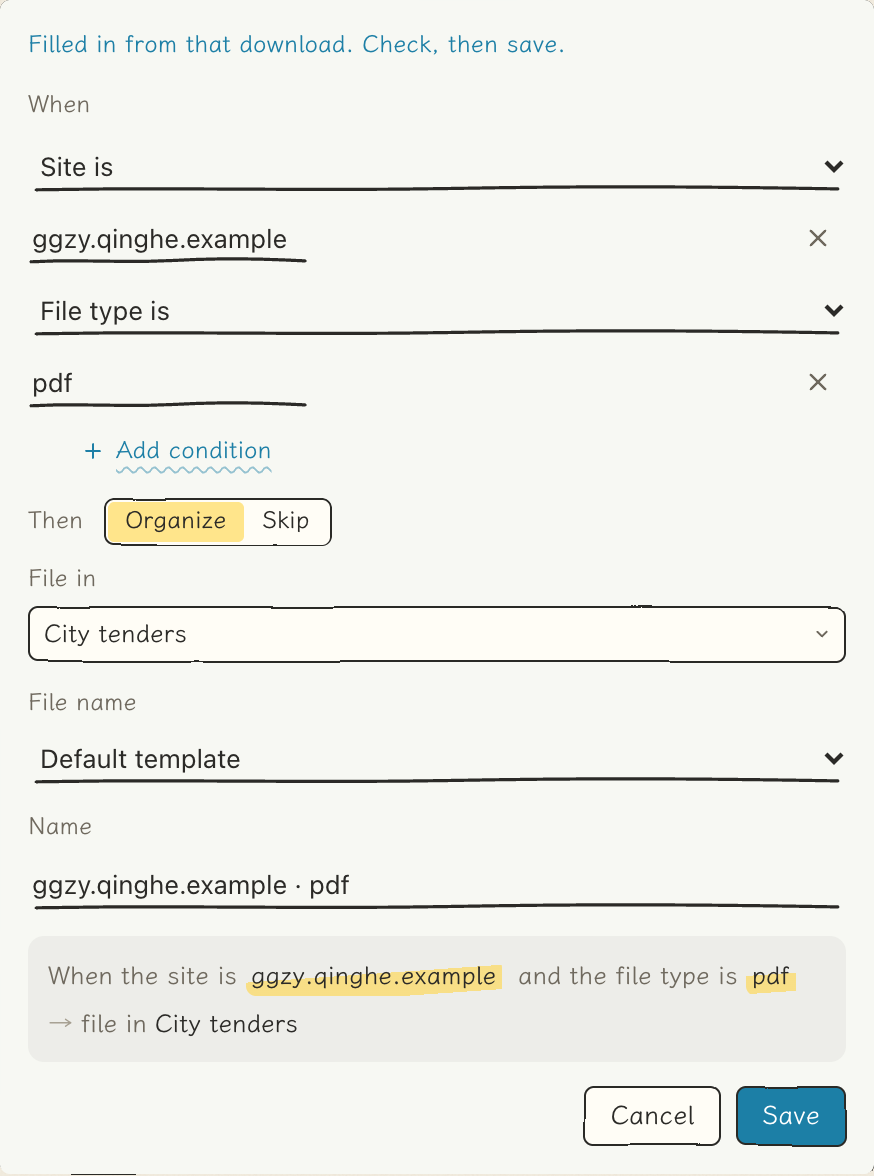 Filled in from that download. Check, then save.
When
Site is
ggzy.qinghe.example
File type is
pdf
+ Add condition
Then Organize Skip
File in
City tenders
File name
Default template
Name
ggzy.qinghe.example · pdf
When the site is ggzy.qinghe.example and the file type is pdf
→ file in City tenders
Cancel Save